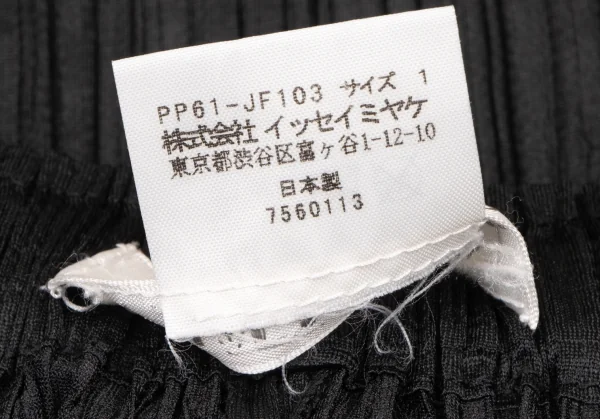 PP61-JF103 サイズ 1
株式会社 イッセイミヤケ
東京都渋谷区富ヶ谷1-12-10
日本製
7560113